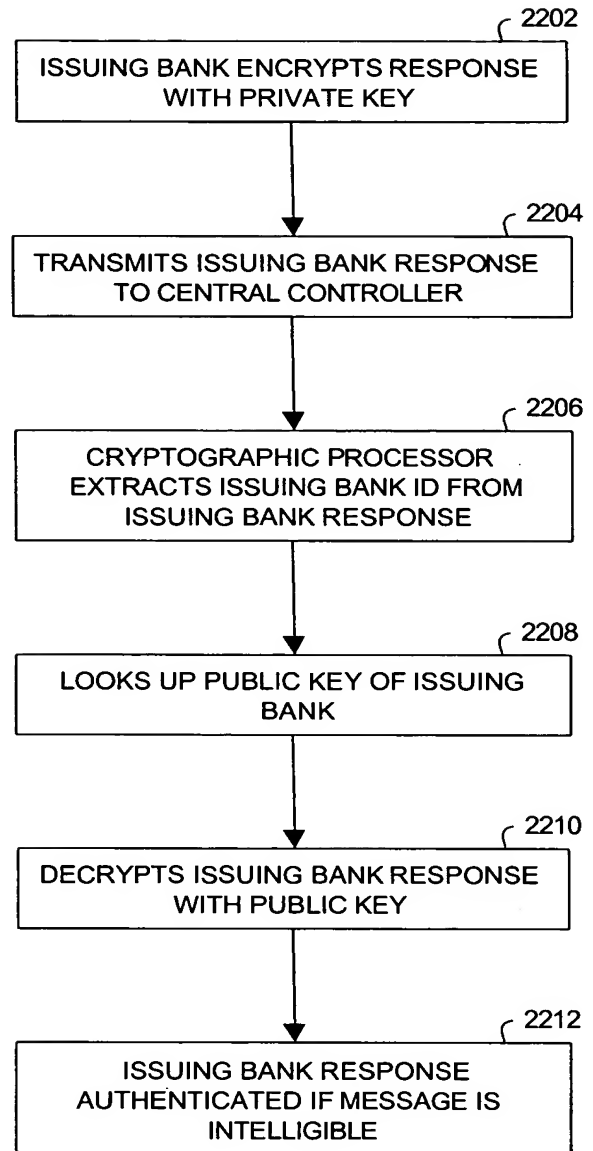 2202
ISSUING BANK ENCRYPTS RESPONSE
WITH PRIVATE KEY
2204
TRANSMITS ISSUING BANK RESPONSE
TO CENTRAL CONTROLLER
2206
CRYPTOGRAPHIC PROCESSOR
EXTRACTS ISSUING BANK ID FROM
ISSUING BANK RESPONSE
2208
LOOKS UP PUBLIC KEY OF ISSUING
BANK
2210
DECRYPTS ISSUING BANK RESPONSE
WITH PUBLIC KEY
2212
ISSUING BANK RESPONSE
AUTHENTICATED IF MESSAGE IS
INTELLIGIBLE